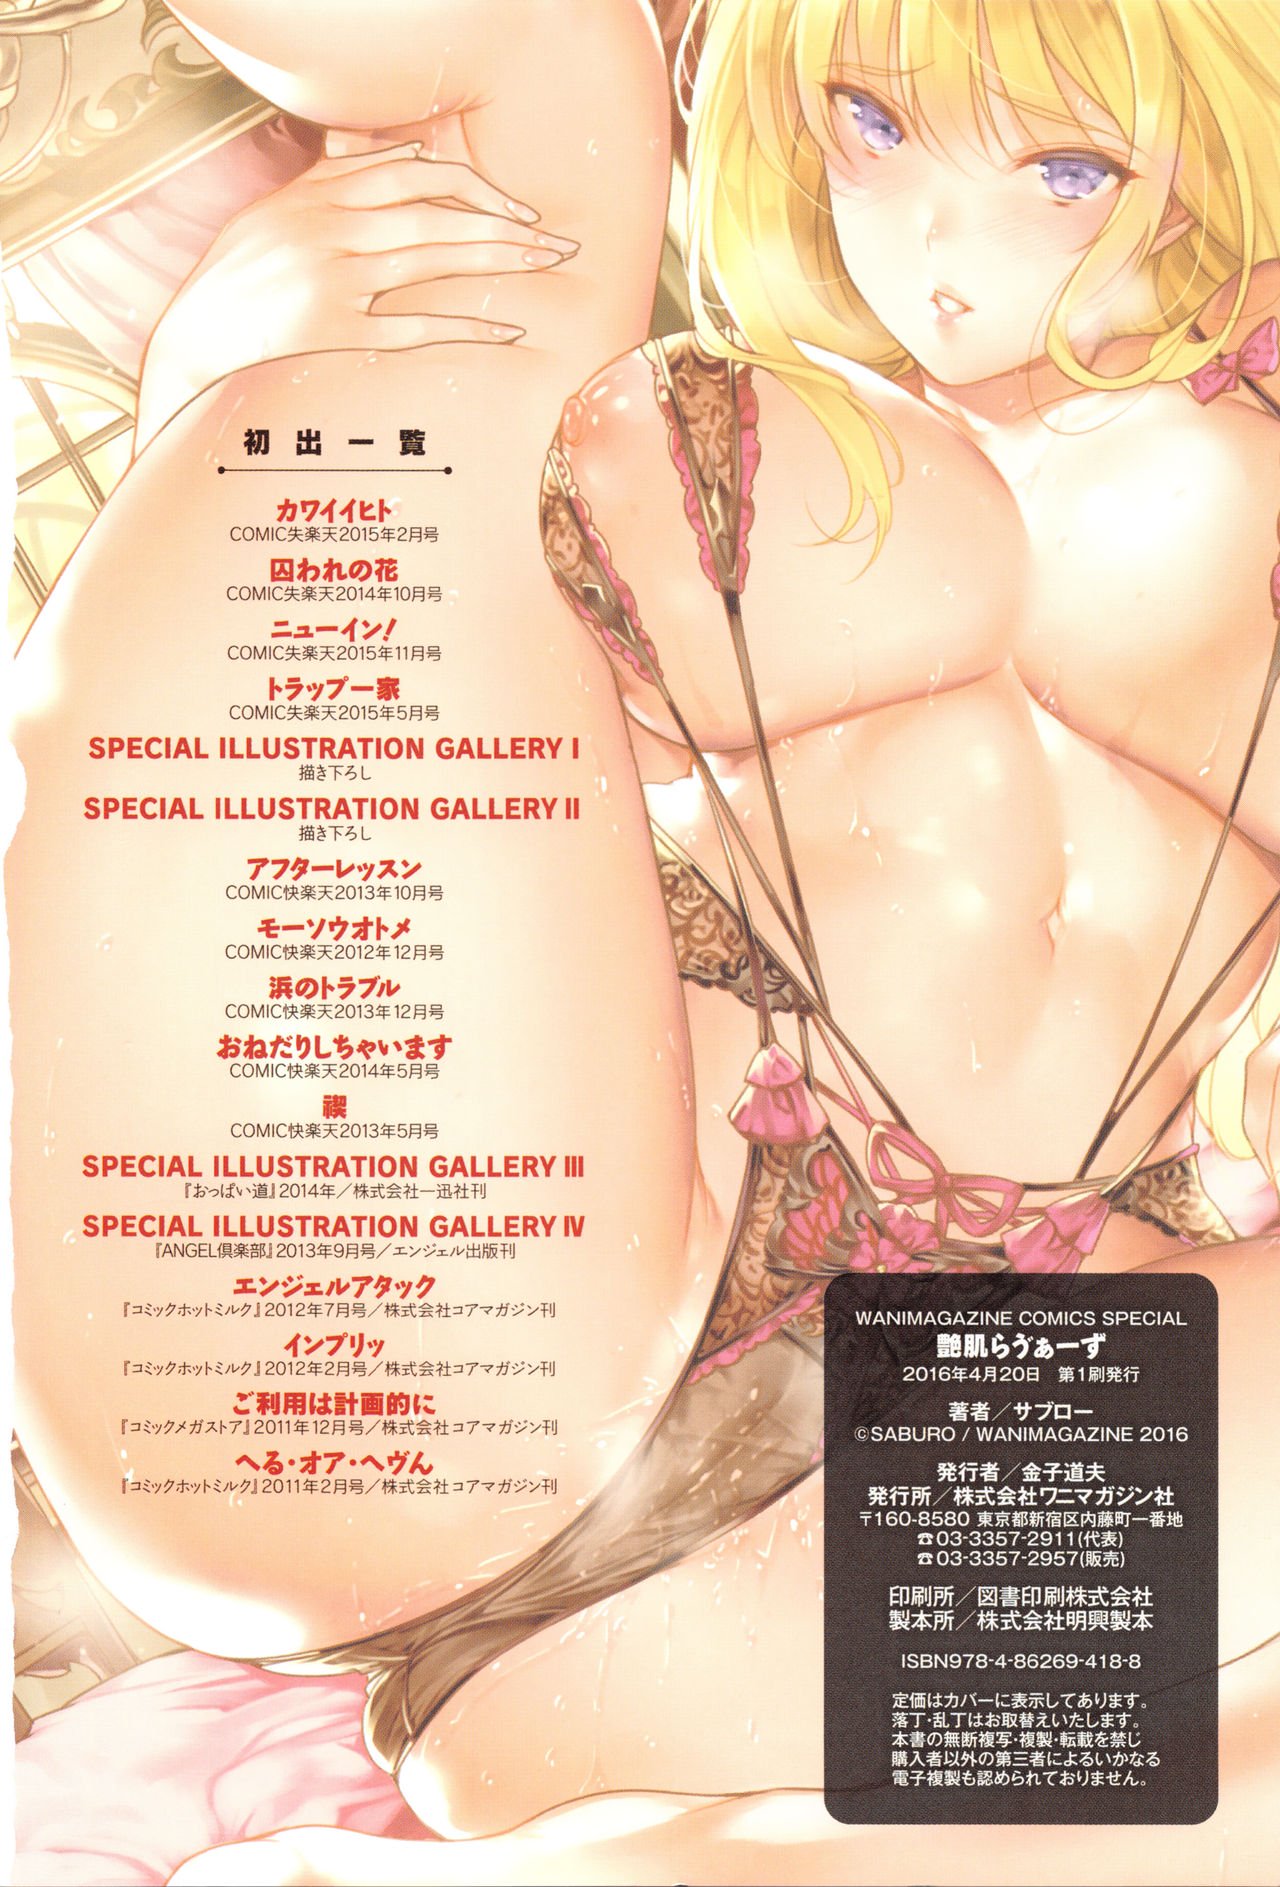 初出一覧
カワイイヒト
COMIC失楽天2015年2月号
囚われの花
COMIC失楽天2014年10月号
ニューイン!
COMIC失楽天2015年11月号
トラップ一家
COMIC失楽天2015年5月号
SPECIAL ILLUSTRATION GALLERY I
描き下ろし
SPECIAL ILLUSTRATION GALLERY II
描き下ろし
アフターレッスン
COMIC快楽天2013年10月号
モーソウオトメ
COMIC快楽天2012年12月号
浜のトラブル
COMIC快楽天2013年12月号
おねだりしちゃいます
COMIC快楽天2014年5月号
禊
COMIC快楽天2013年5月号
SPECIAL ILLUSTRATION GALLERY III
『おっぱい道』2014年/株式会社一迅社刊
SPECIAL ILLUSTRATION GALLERY IV
『ANGEL倶楽部』2013年9月号/エンジェル出版刊
エンジェルアタック
『コミックホットミルク』2012年7月号/株式会社コアマガジン刊
インプリッ
『コミックホットミルク』2012年2月号/株式会社コアマガジン刊
ご利用は計画的に
『コミックメガストア』2011年12月号/株式会社コアマガジン刊
へる・オア・ヘヴん
『コミックホットミルク』2011年2月号/株式会社コアマガジン刊
WANIMAGAZINE COMICS SPECIAL
艶肌らゔぁーず
2016年4月20日 第1刷発行
著者/サブロー
©SABURO / WANIMAGAZINE 2016
発行者/金子道夫
発行所/株式会社ワニマガジン社
〒160-8580 東京都新宿区内藤町一番地
☎03-3357-2911(代表)
☎03-3357-2957(販売)
印刷所/図書印刷株式会社
製本所/株式会社明興製本
ISBN978-4-86269-418-8
定価はカバーに表示してあります。
落丁・乱丁はお取替えいたします。
本書の無断複写・複製・転載を禁じ
購入者以外の第三者によるいかなる
電子複製も認められておりません。